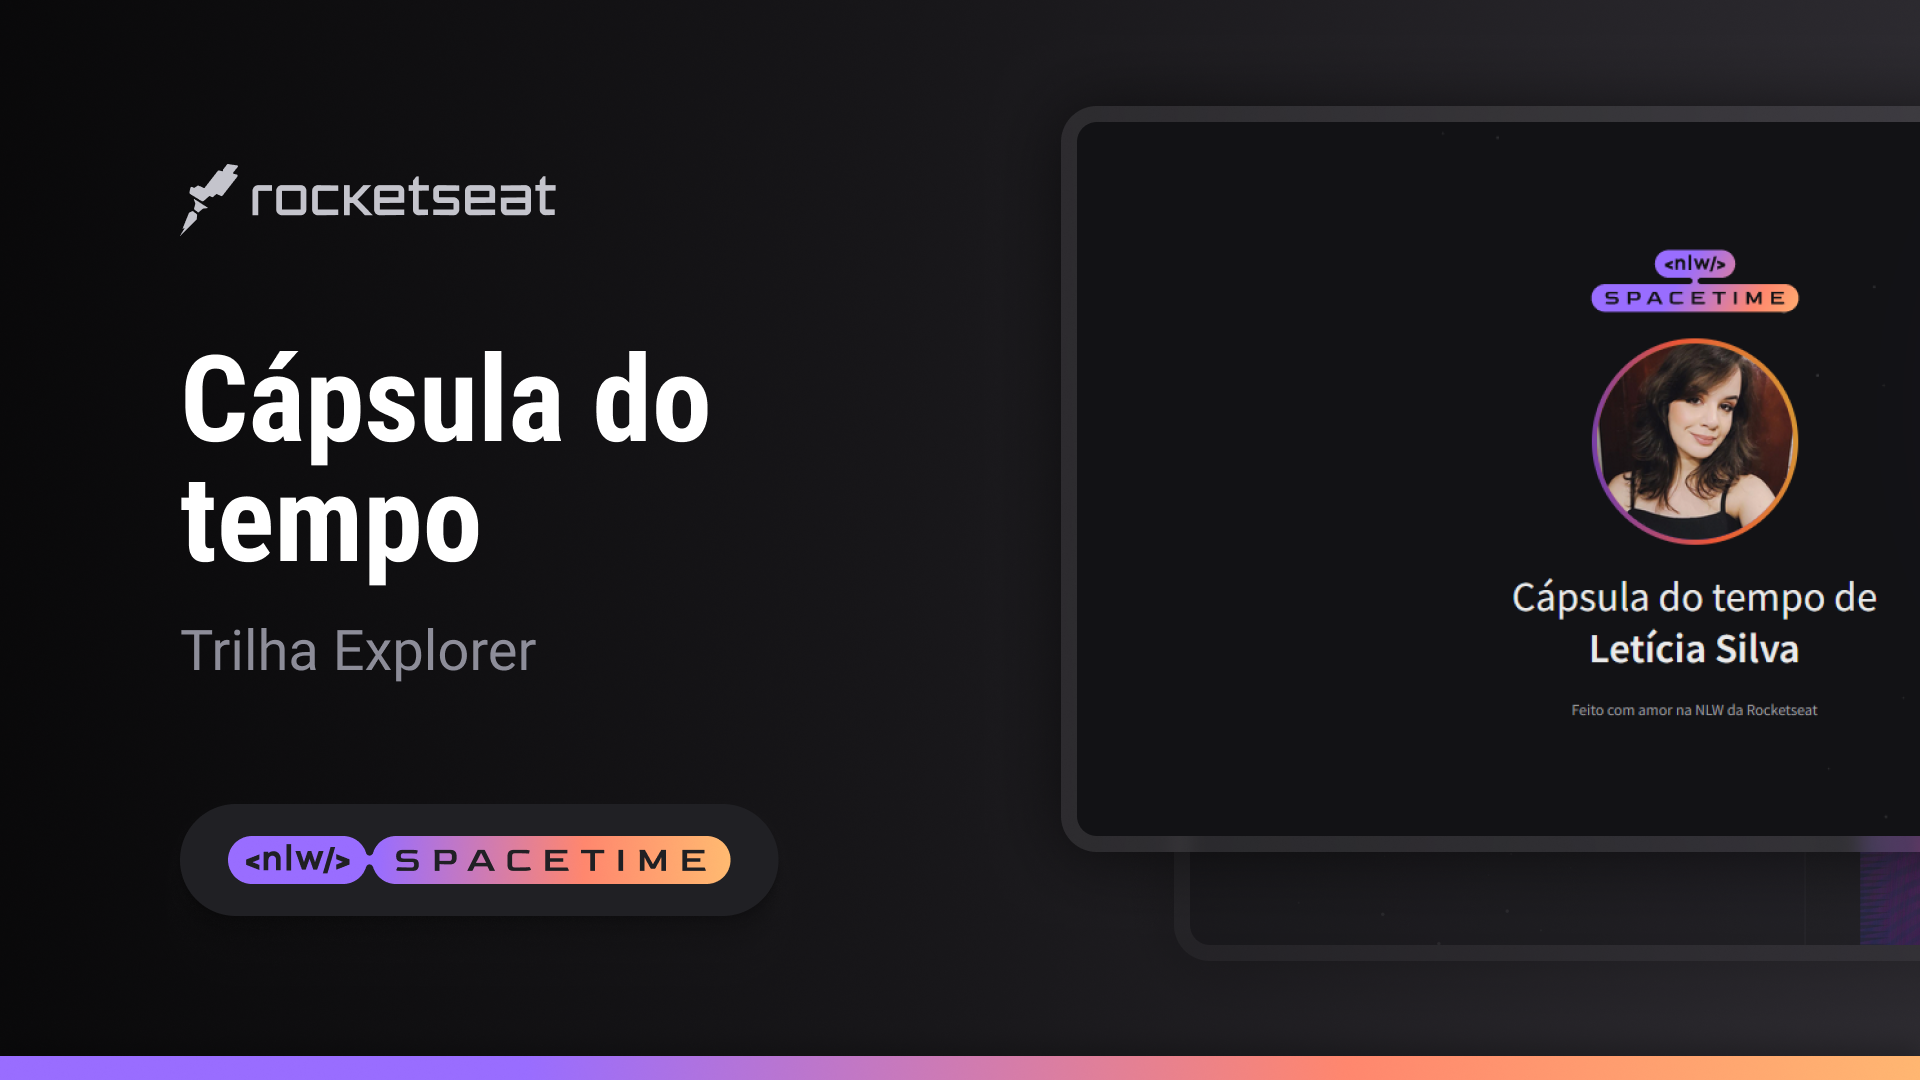 rocketseat
Cápsula do
tempo
Trilha Explorer
<nlw/> SPACETIME
<nlw/>
SPACETIME
Cápsula do tempo de
Letícia Silva
Feito com amor na NLW da Rocketseat